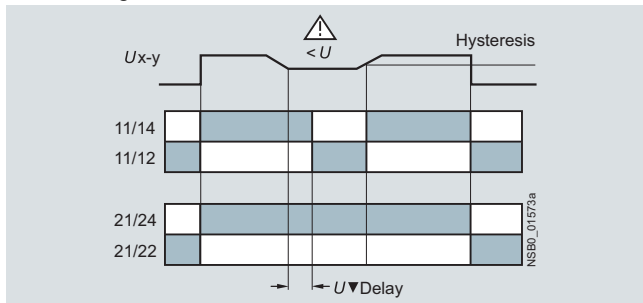 < U
Hysteresis
Ux-y
11/14
11/12
21/24
21/22
U▼Delay
NSB0_01573a